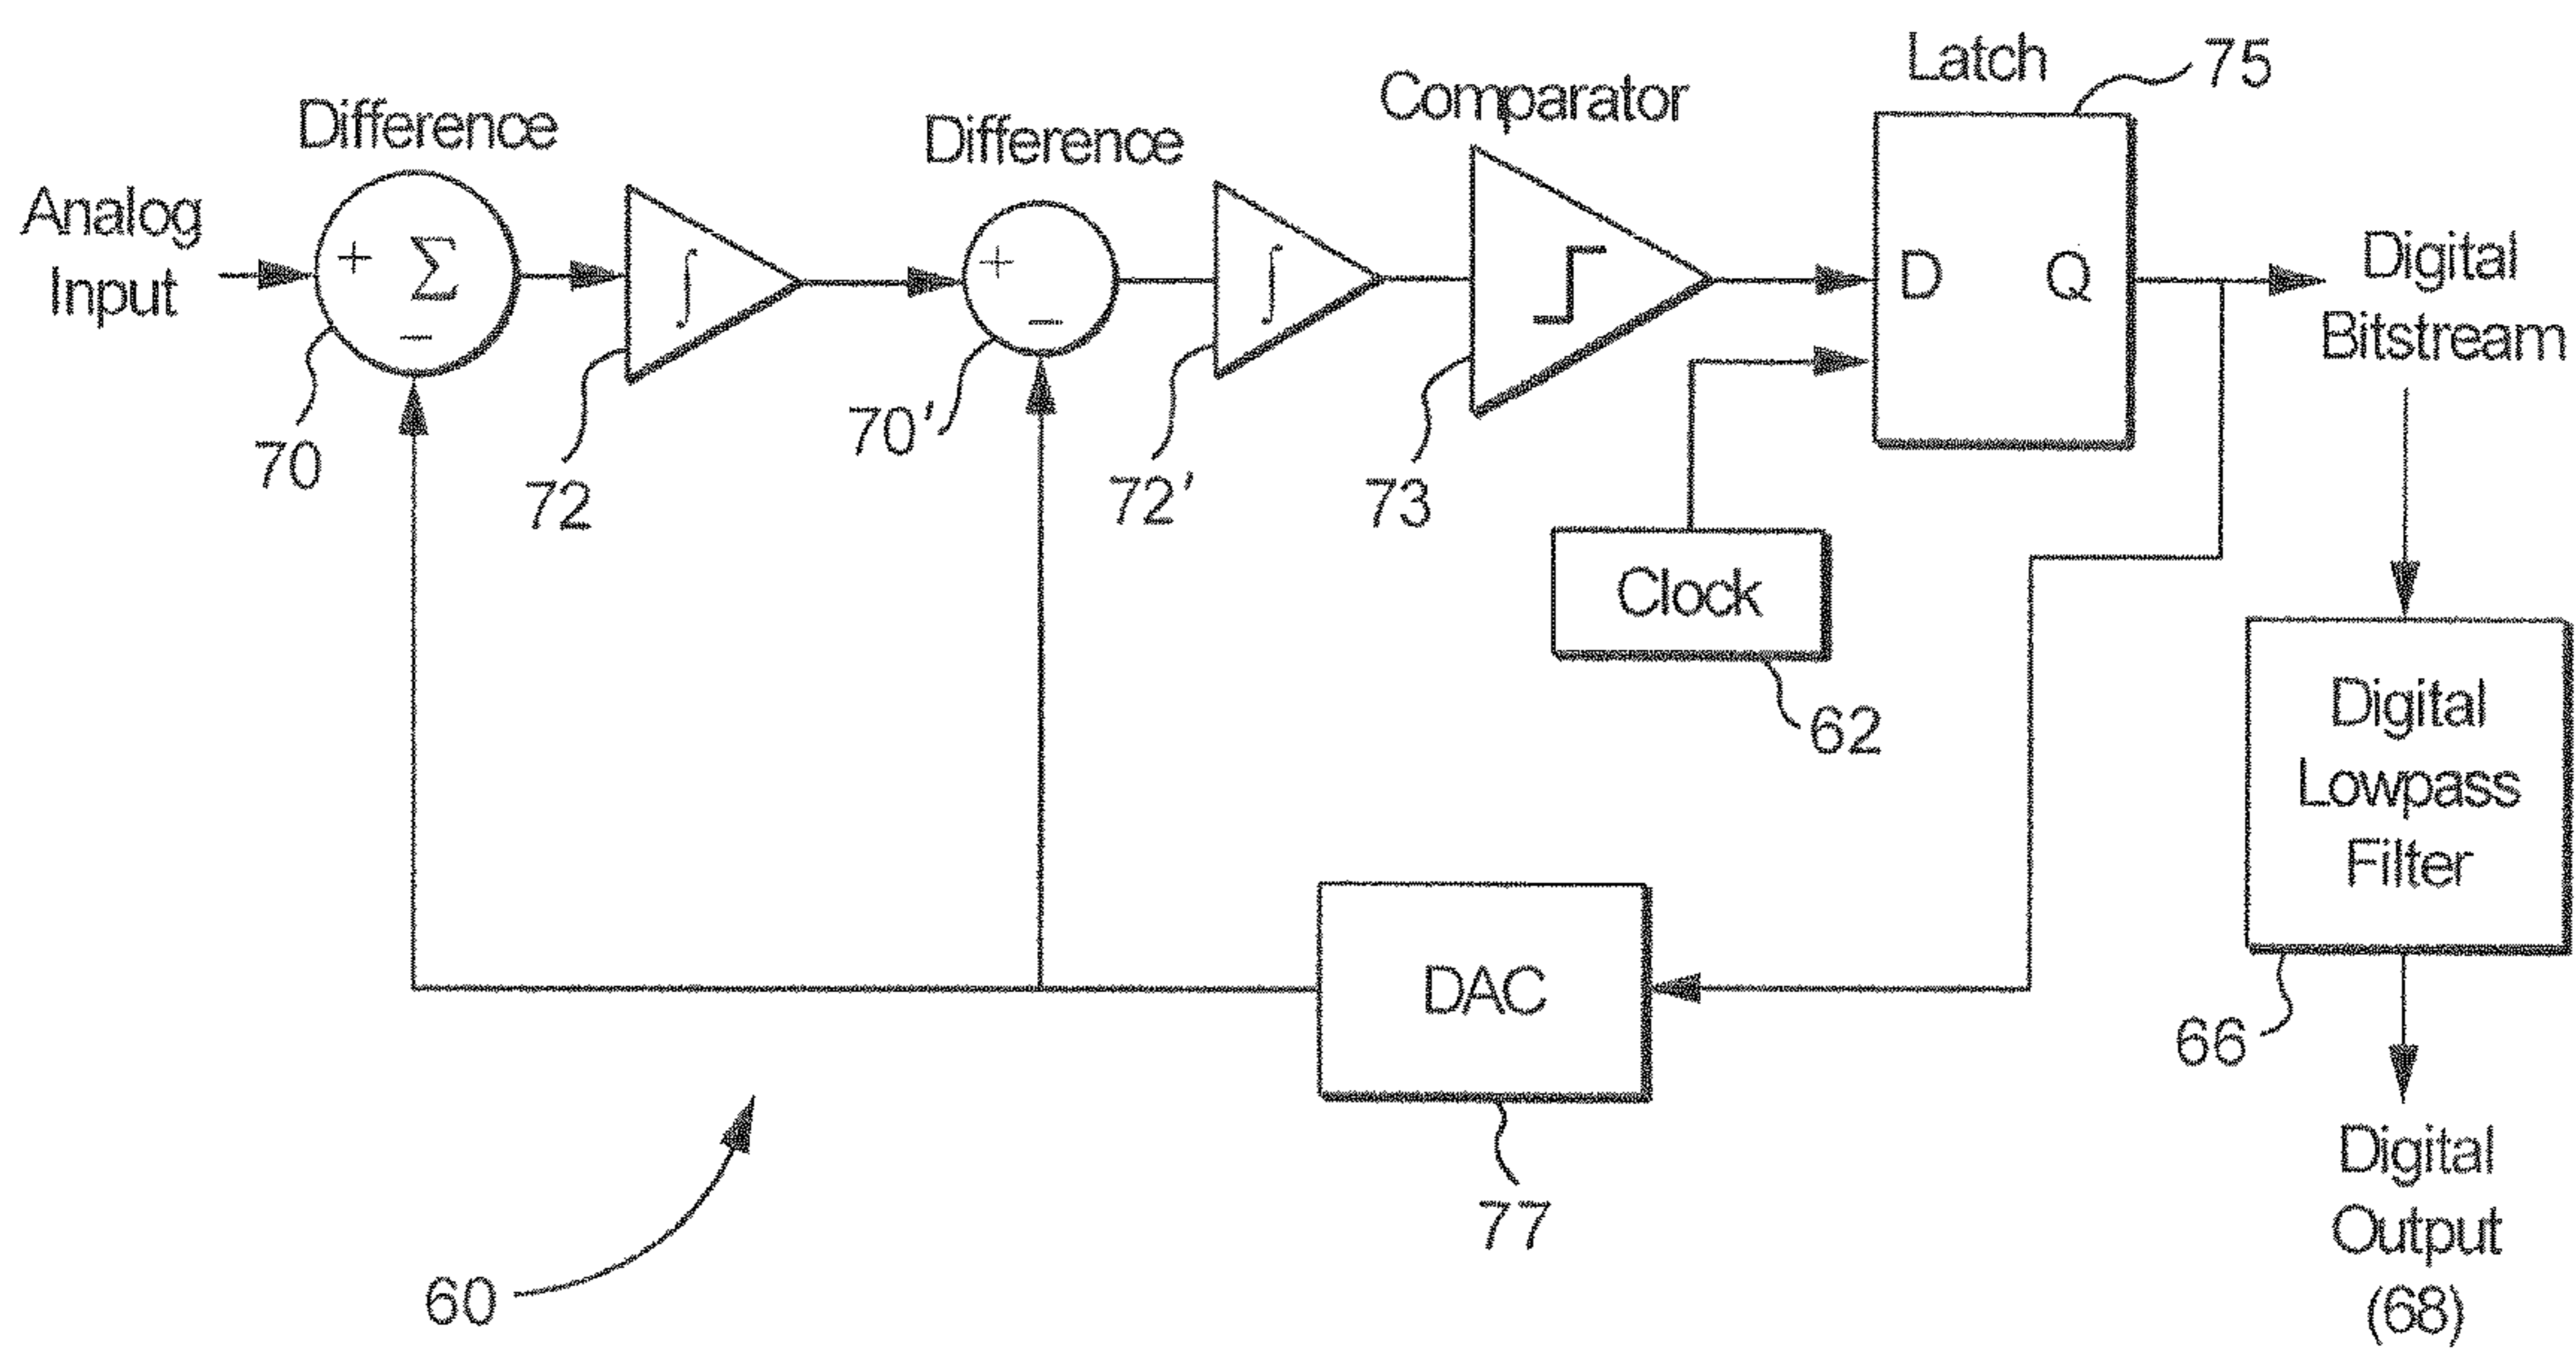 Latch
75
Comparator
Difference
Difference
Analog
Input
+ Σ
−
∫
+
−
∫
D Q
Digital
Bitstream
70
72
70'
72'
73
Clock
62
Digital
Lowpass
Filter
66
DAC
77
Digital
Output
(68)
60